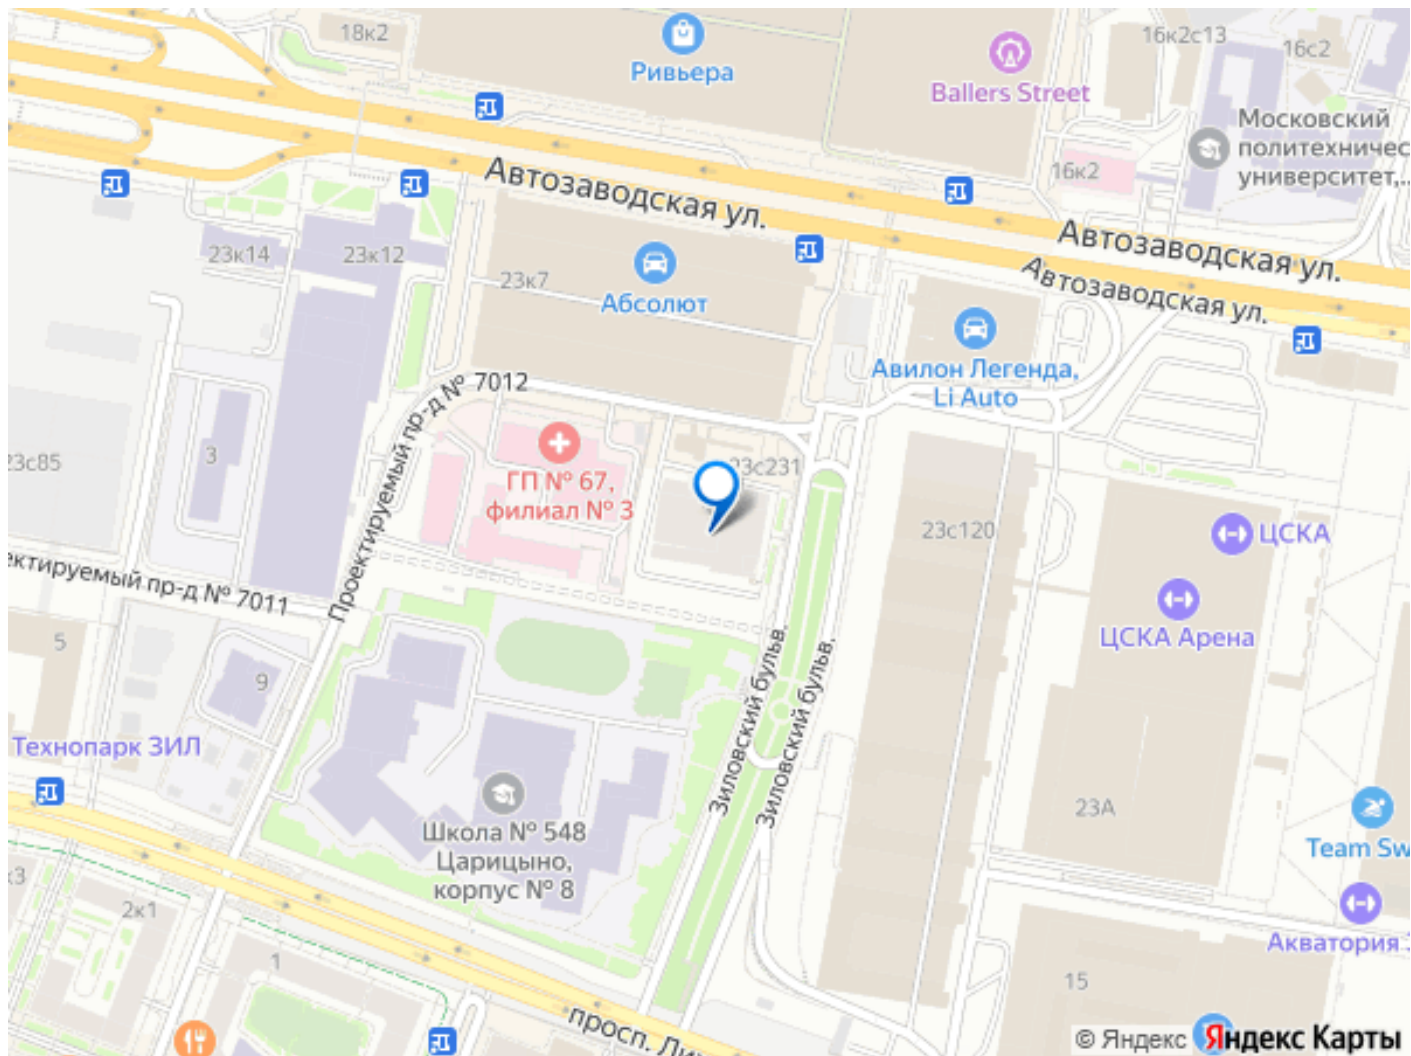 18к2
Ривьера
Ballers Street
16к2с13
16с2
Московский
политехничес
университет,...
16к2
Автозаводская ул.
Автозаводская ул.
Автозаводская ул.
23к14
23к12
23к7
Абсолют
Авилон Легенда,
Li Auto
Проектируемый пр-д № 7012
3
23с85
ГП № 67,
филиал № 3
23с231
23с120
ЦСКА
ЦСКА Арена
ектируемый пр-д № 7011
5
9
Технопарк ЗИЛ
Зиловский бульв.
Зиловский бульв.
Школа № 548
Царицыно,
корпус № 8
23А
Team Sw
Акватория З
к3
2к1
1
15
просп. Ли
© Яндекс Яндекс Карты